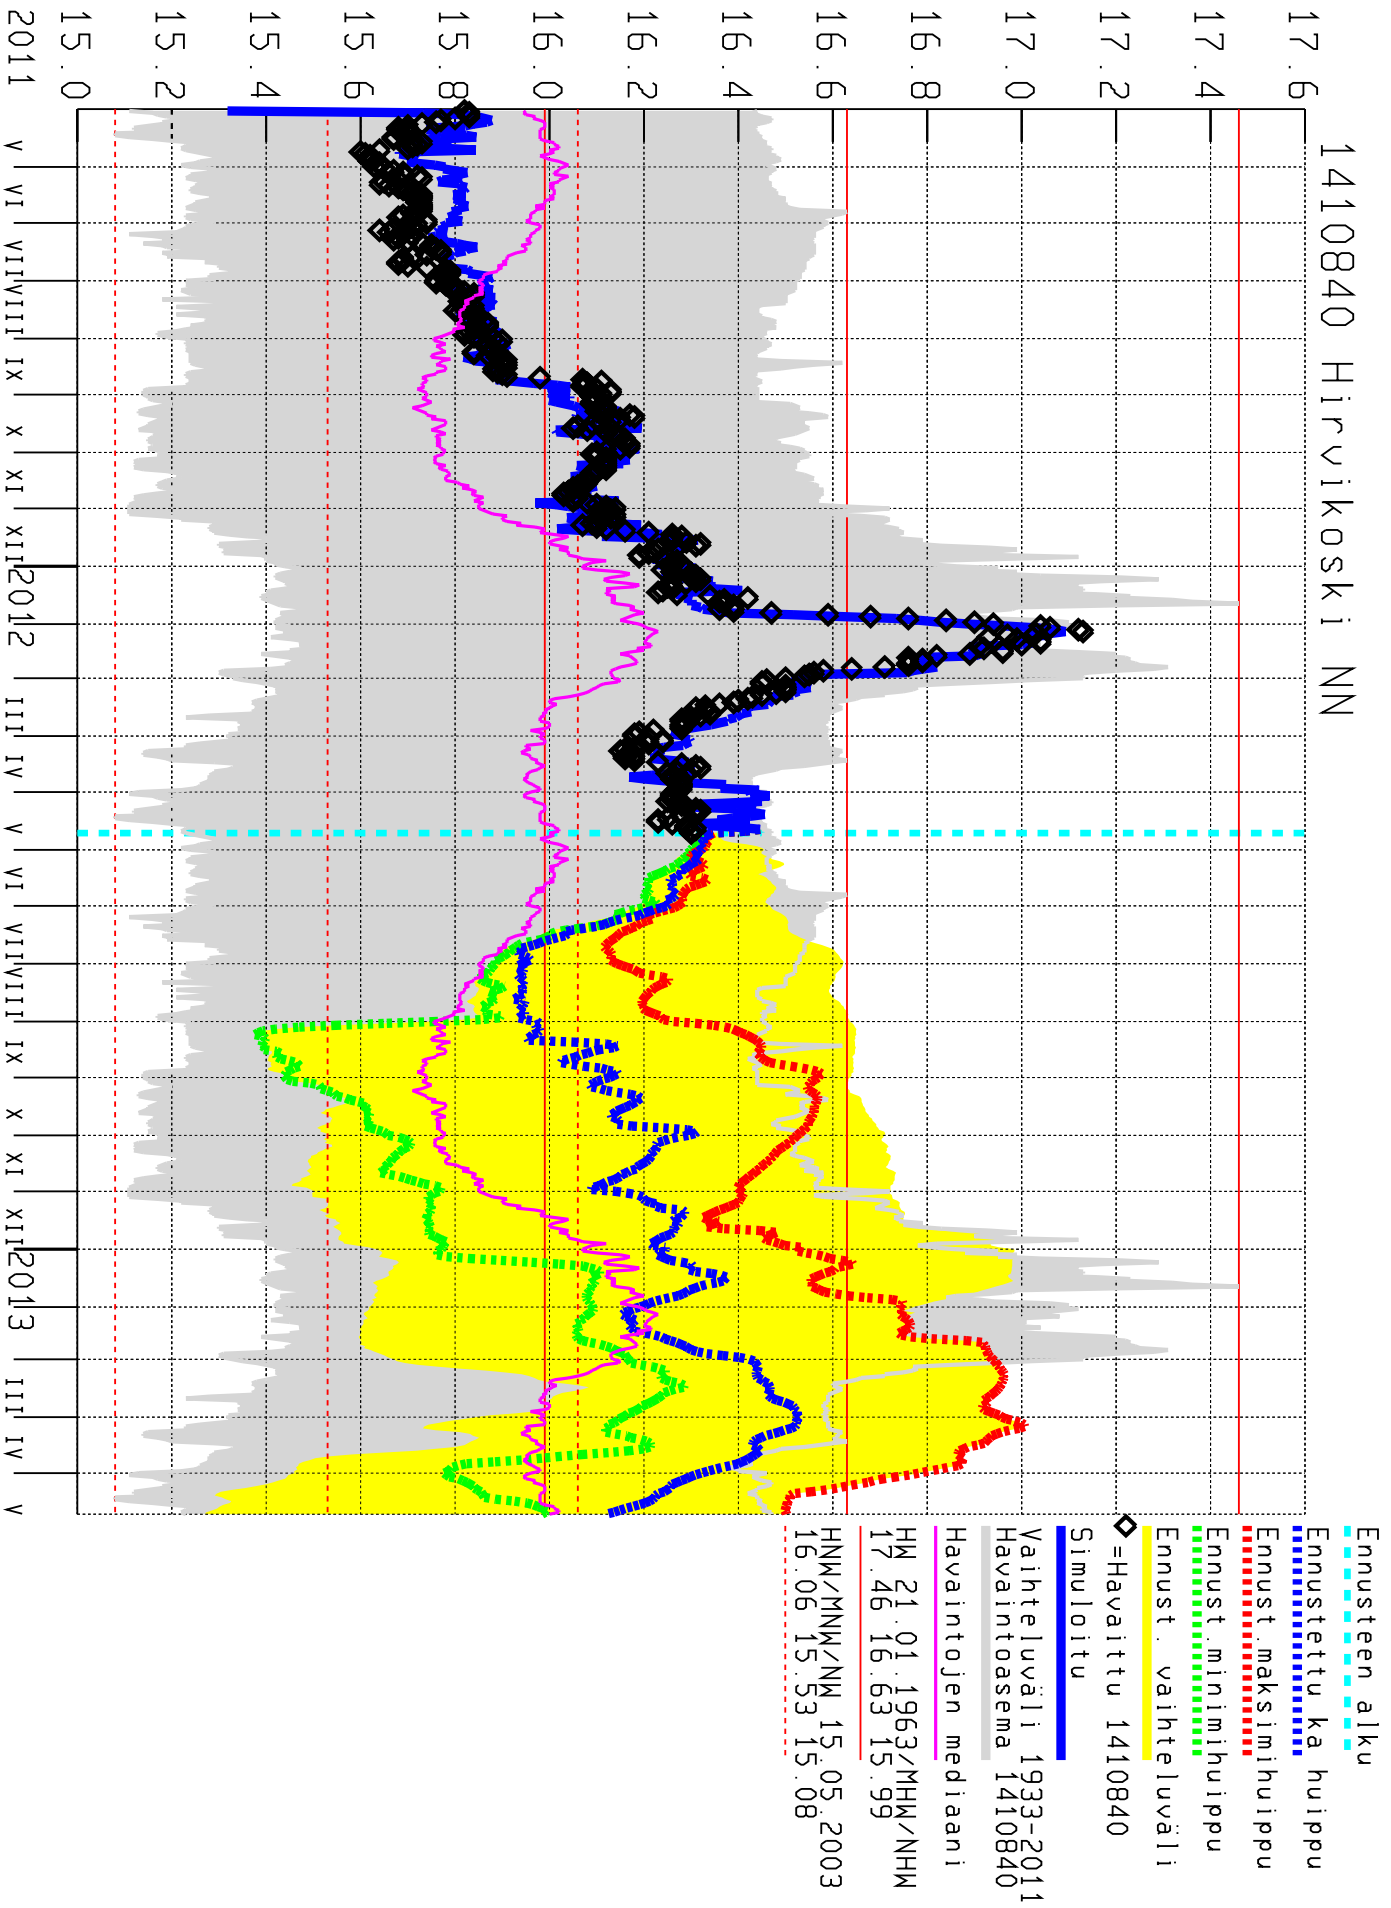 1410840 Hirvikoski NN
17.6
17.4
17.2
17.0
16.8
16.6
16.4
16.2
16.0
15.8
15.6
15.4
15.2
15.0
2011 V VI VII VIII IX X XI XII 2012 III IV V VI VII VIII IX X XI XII 2013 III IV V
Ennusteen alku
Ennustettu ka huippu
Ennust.maksimihuippu
Ennust.minimihuippu
Ennust. vaihteluväli
=Havaittu 1410840
Simuloitu
Vaihteluväli 1933-2011
Havaintoasema 1410840
Havaintojen mediaani
HW 21.01.1963/MHW/NHW
17.46 16.63 15.99
HNW/MNW/NW 15.05.2003
16.06 15.53 15.08